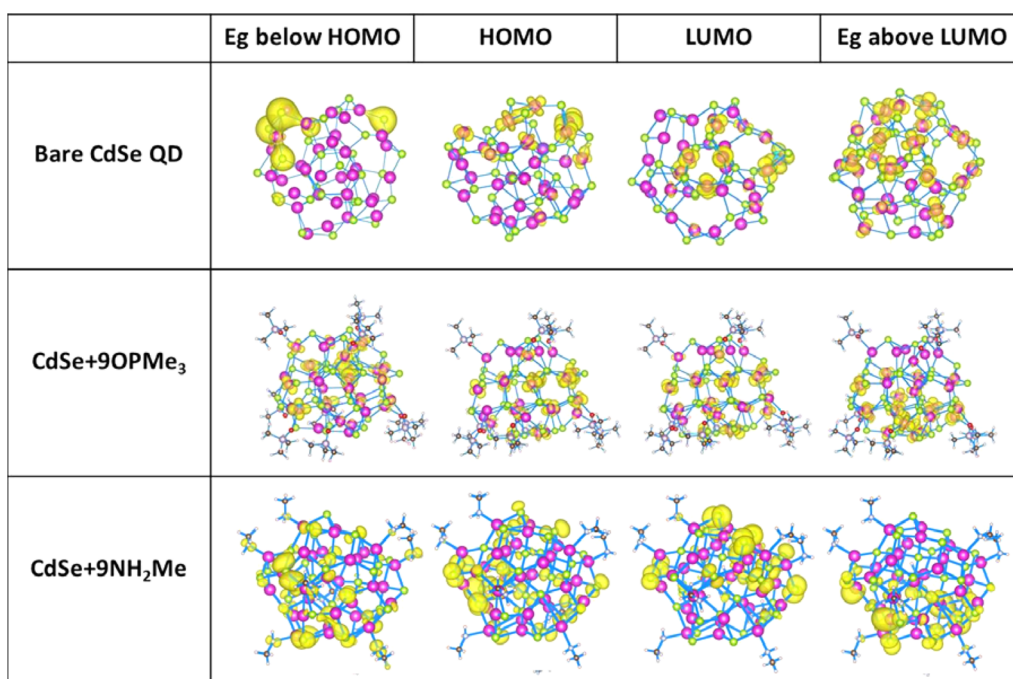 Eg below HOMO
HOMO
LUMO
Eg above LUMO
Bare CdSe QD
CdSe+9OPMe₃
CdSe+9NH₂Me